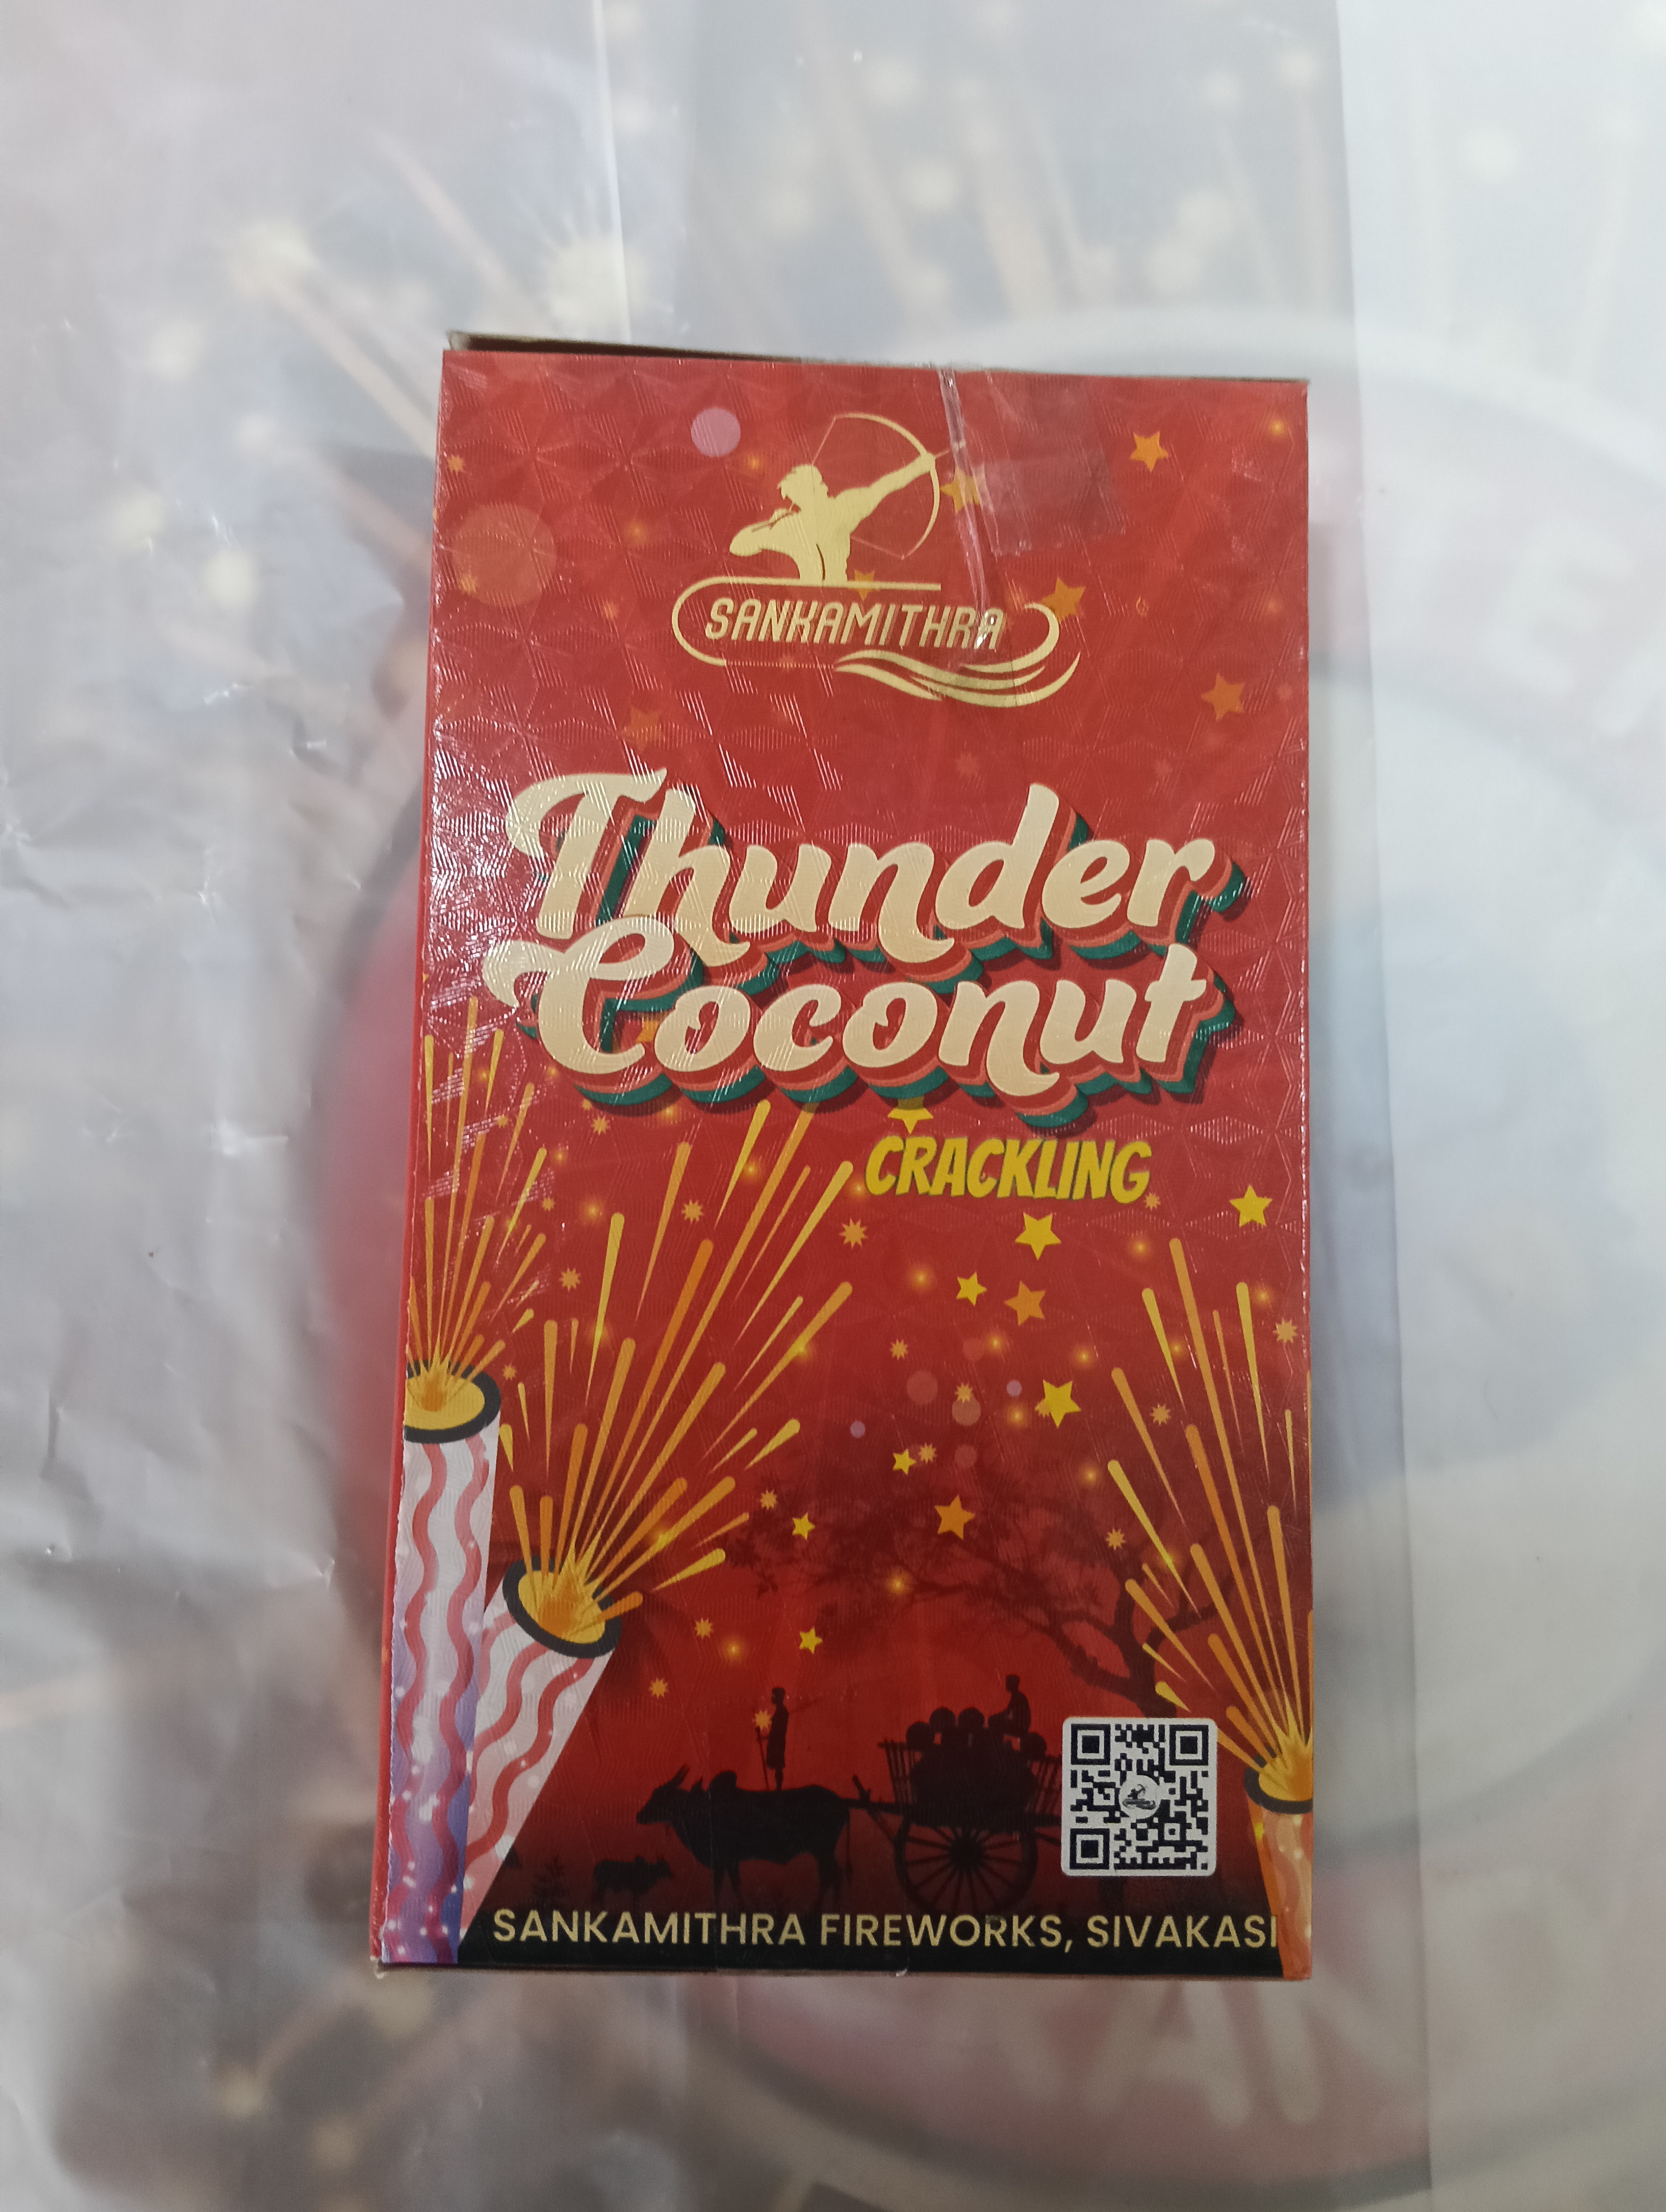 SANKAMITHRA
Thunder
Coconut
CRACKLING
SANKAMITHRA FIREWORKS, SIVAKASI